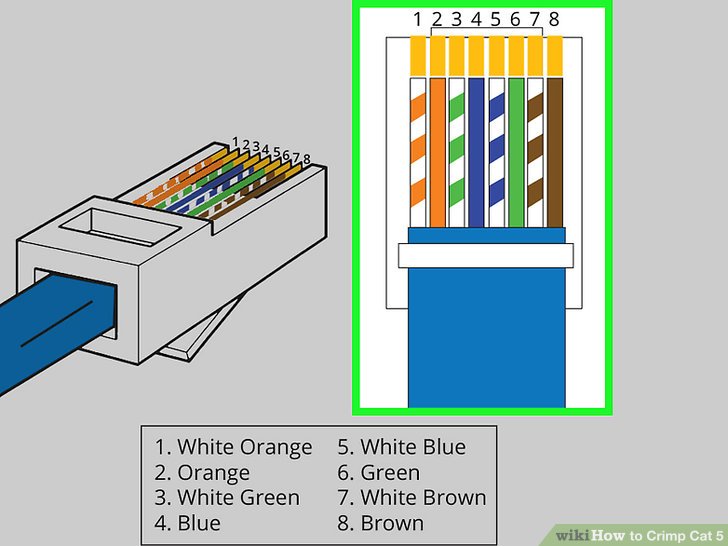 1 2 3 4 5 6 7 8
1 2 3 4 5 6 7 8
1. White Orange
2. Orange
3. White Green
4. Blue
5. White Blue
6. Green
7. White Brown
8. Brown
wikiHow to Crimp Cat 5